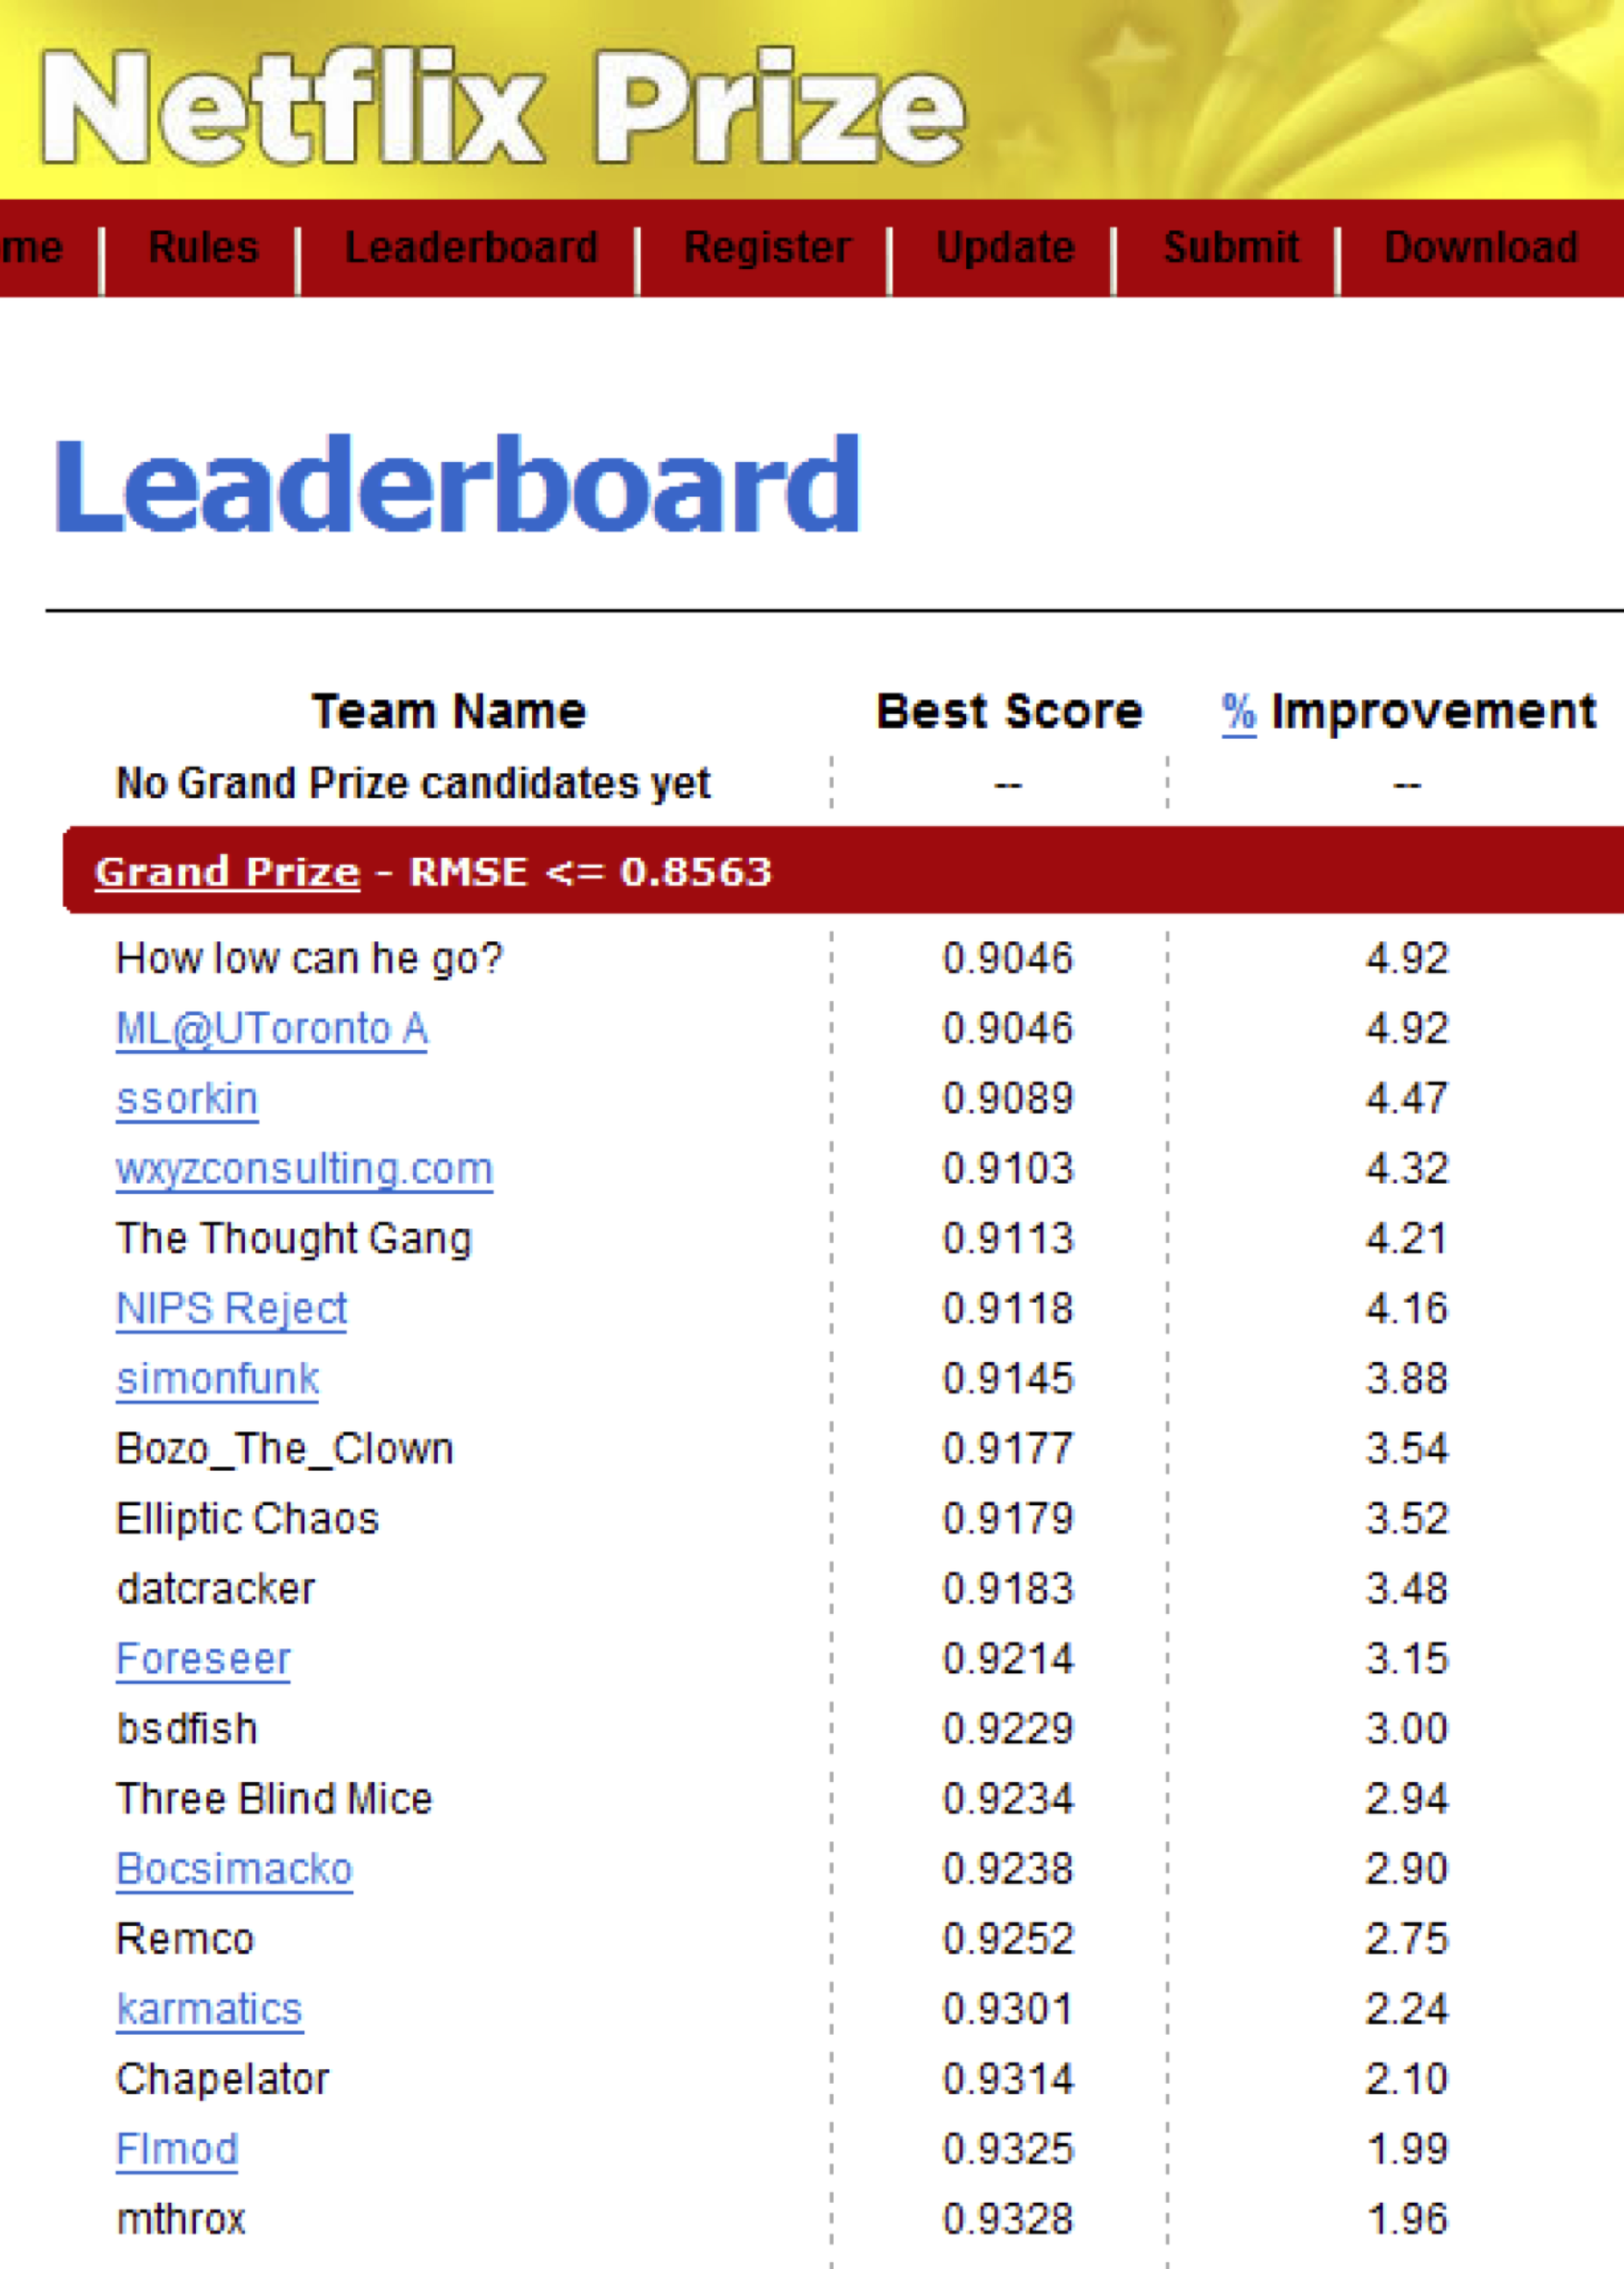 Netflix Prize
me | Rules | Leaderboard | Register | Update | Submit | Download
Leaderboard
Team Name Best Score % Improvement
No Grand Prize candidates yet -- --
Grand Prize - RMSE <= 0.8563
How low can he go? 0.9046 4.92
ML@UToronto A 0.9046 4.92
ssorkin 0.9089 4.47
wxyzconsulting.com 0.9103 4.32
The Thought Gang 0.9113 4.21
NIPS Reject 0.9118 4.16
simonfunk 0.9145 3.88
Bozo_The_Clown 0.9177 3.54
Elliptic Chaos 0.9179 3.52
datcracker 0.9183 3.48
Foreseer 0.9214 3.15
bsdfish 0.9229 3.00
Three Blind Mice 0.9234 2.94
Bocsimacko 0.9238 2.90
Remco 0.9252 2.75
karmatics 0.9301 2.24
Chapelator 0.9314 2.10
Flmod 0.9325 1.99
mthrox 0.9328 1.96